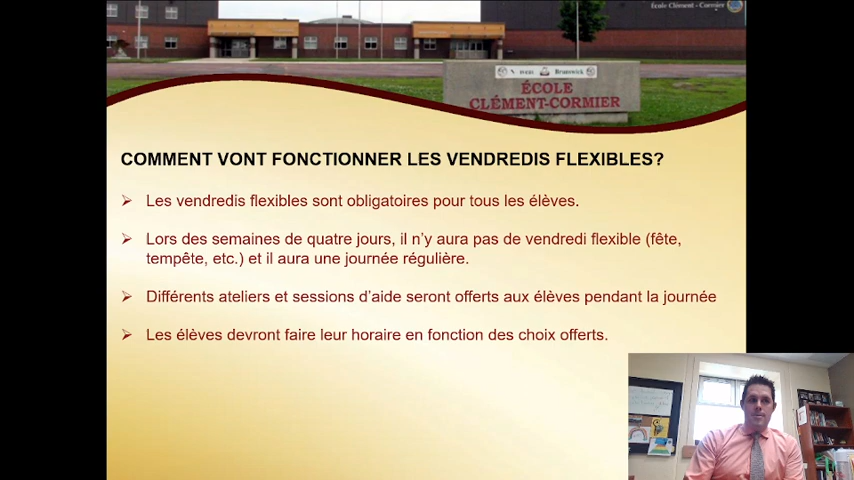 École Clément-Cormier
ÉCOLE
CLÉMENT-CORMIER
COMMENT VONT FONCTIONNER LES VENDREDIS FLEXIBLES?
Les vendredis flexibles sont obligatoires pour tous les élèves.
Lors des semaines de quatre jours, il n'y aura pas de vendredi flexible (fête,
tempête, etc.) et il aura une journée régulière.
Différents ateliers et sessions d'aide seront offerts aux élèves pendant la journée
Les élèves devront faire leur horaire en fonction des choix offerts.